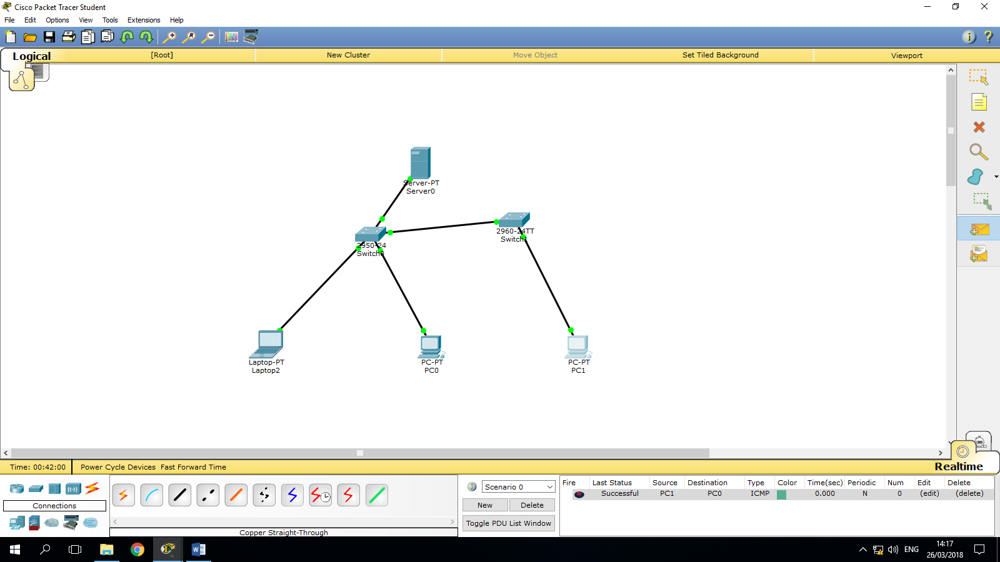 Cisco Packet Tracer Student
File Edit Options View Tools Extensions Help
Logical [Root] New Cluster Move Object Set Tiled Background Viewport
Server-PT
Server0
2960-24TT
Switch1
2950-24
Switch0
Laptop-PT
Laptop2
PC-PT
PC0
PC-PT
PC1
Realtime
Time: 00:42:00 Power Cycle Devices Fast Forward Time
Connections
Copper Straight-Through
Scenario 0
New Delete
Toggle PDU List Window
Fire Last Status Source Destination Type Color Time(sec) Periodic Num Edit Delete
Successful PC1 PC0 ICMP 0.000 N 0 (edit) (delete)
ENG
14:17
26/03/2018